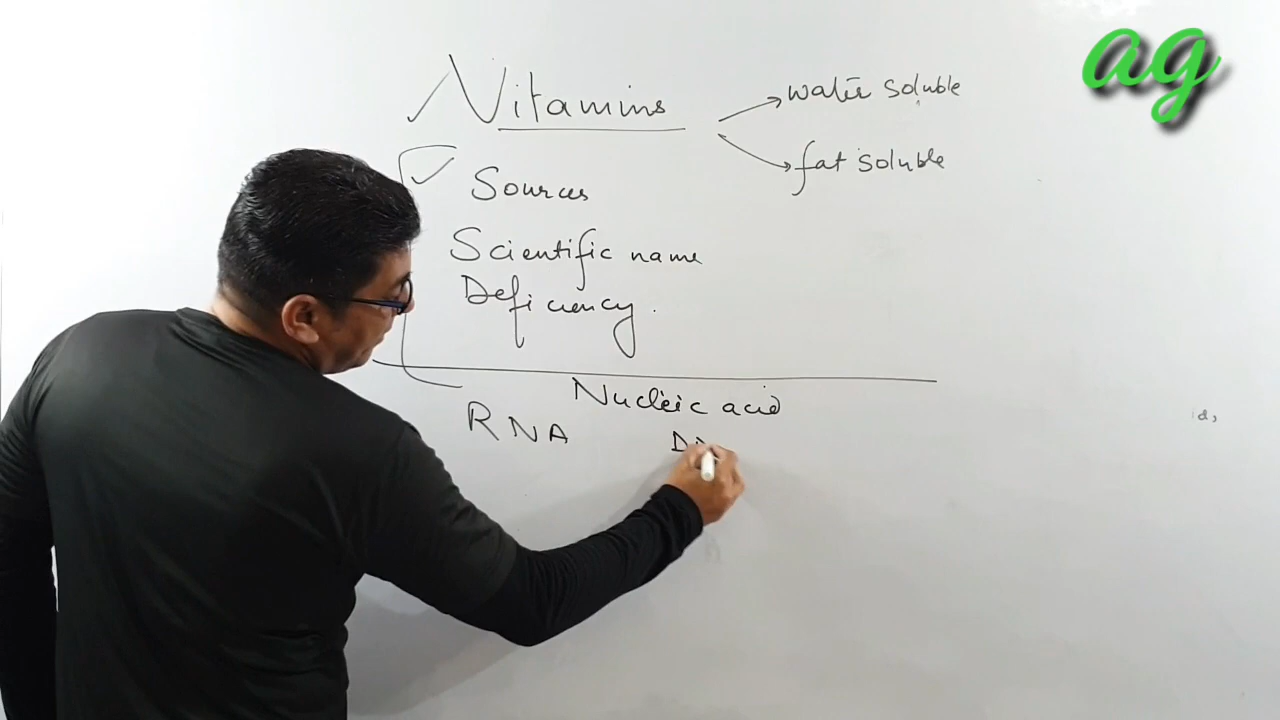 ag
Vitamins
water soluble
fat soluble
Sources
Scientific name
Deficiency.
Nucleic acid
RNA